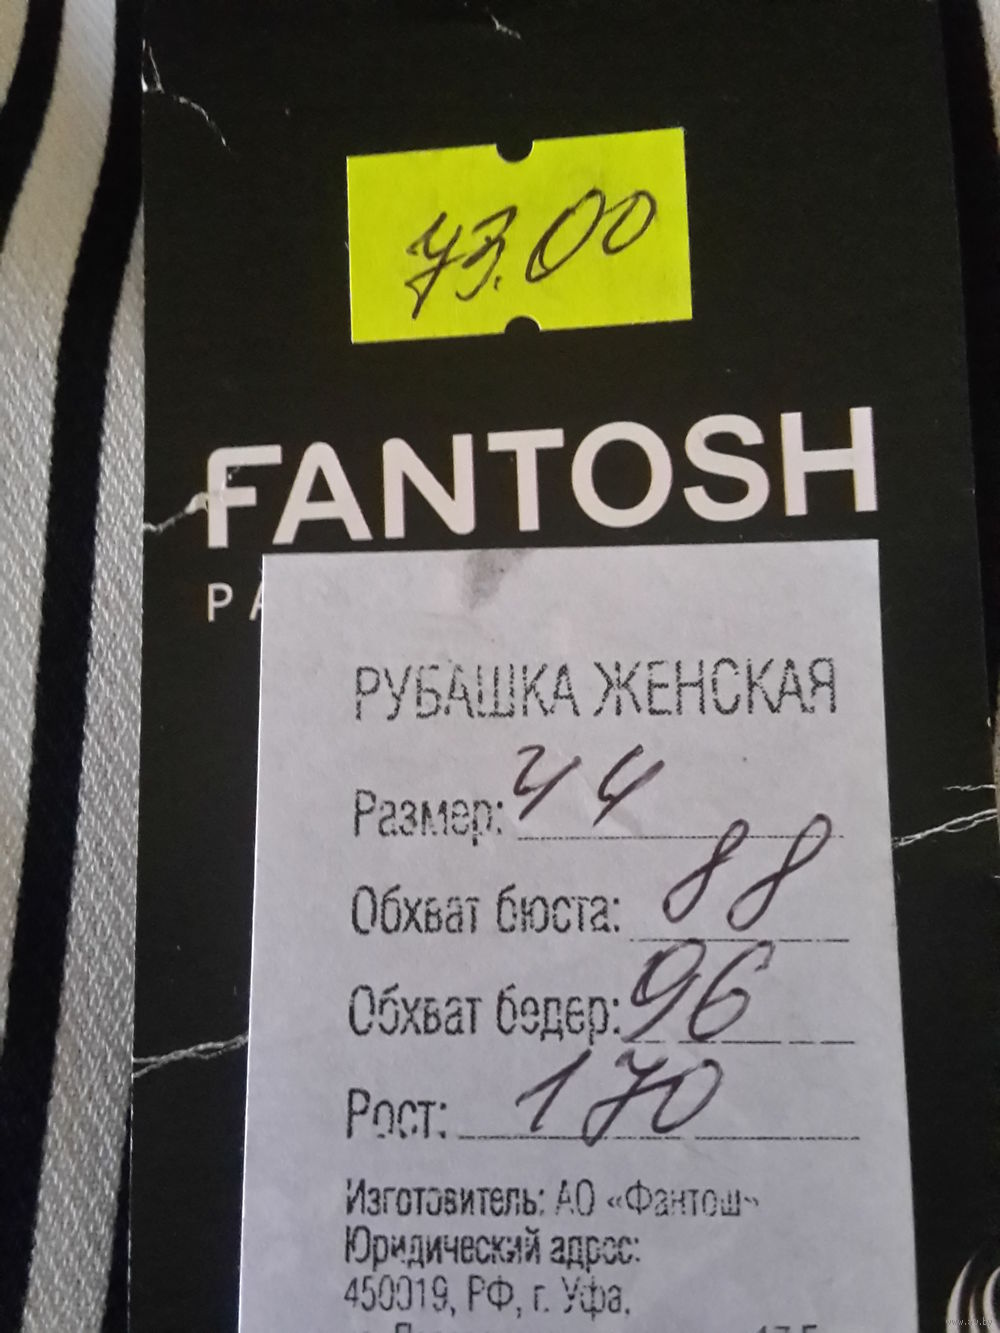 73.00
FANTOSH
РУБАШКА ЖЕНСКАЯ
Размер: 44
Обхват бюста: 88
Обхват бедер: 96
Рост: 170
Изготовитель: АО «Фантош»
Юридический адрес:
450019, РФ, г. Уфа,